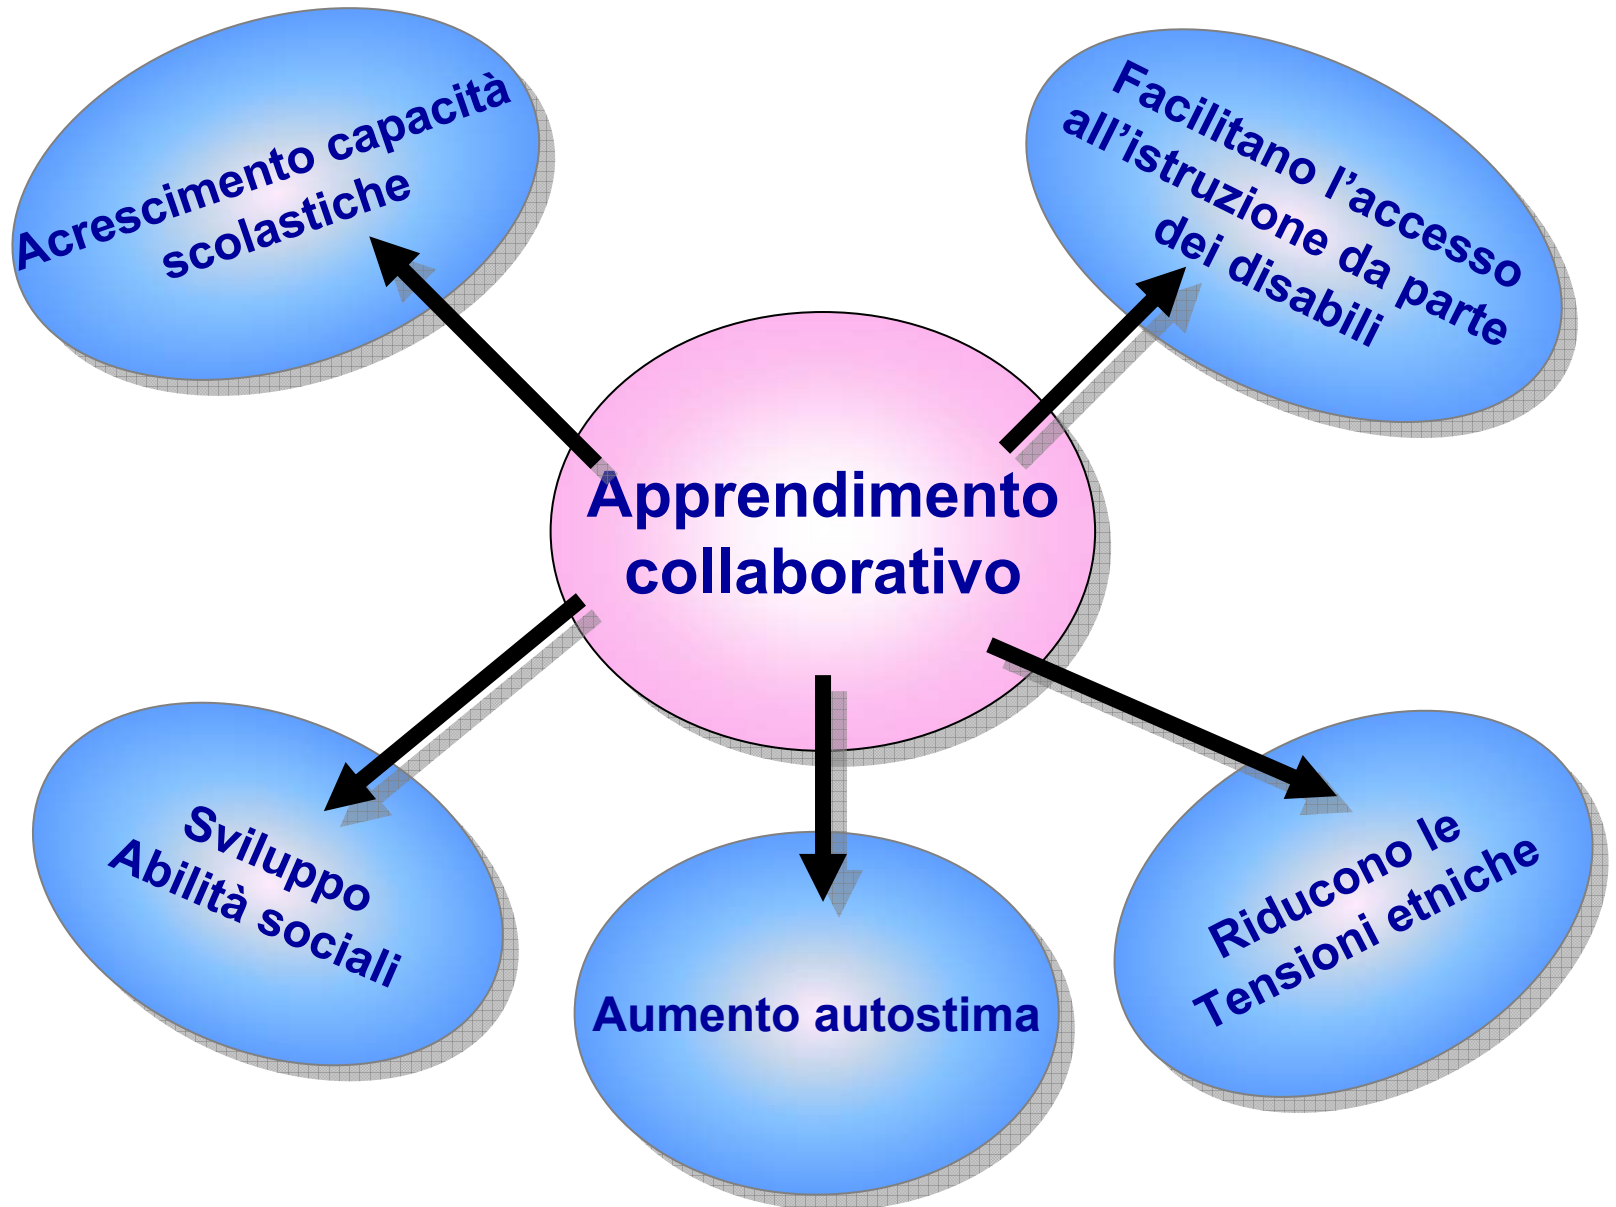 Acrescimento capacità
scolastiche
Facilitano l’accesso
all’istruzione da parte
dei disabili
Apprendimento
collaborativo
Sviluppo
Abilità sociali
Aumento autostima
Riducono le
Tensioni etniche